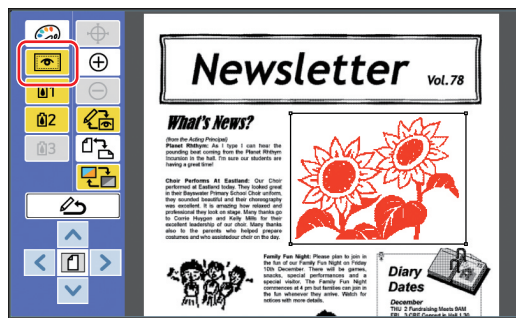 1
2
3
Newsletter Vol.78
What's News?
(from the Acting Principal)
Planet Rhthym: As I type I can hear the
pounding beat coming from the Planet Rhthym
Incursion in the hall. I'm sure our students are
having a great time!
Choir Performs At Eastland: Our Choir
performed at Eastland today. They looked great
in their Bayswater Primary School Choir uniform,
they sounded beautiful and their choreography
was excellent. It is amazing how relaxed and
professional they look on stage. Many thanks go
to Corrie Huygen and Kelly Mills for their
excellent leadership of our choir. Many thanks
also to the parents who helped prepare
costumes and who assisted our choir on the day.
Family Fun Night: Please plan to join in
the fun of our Family Fun Night on Friday
10th December. There will be games,
snacks, special performances and a
special visitor. The Family Fun Night
commences at 4 pm but families can join in
the fun whenever they arrive. Watch for
notices with more details.
Diary
Dates
December
THU 2 Fundraising Meets 9AM